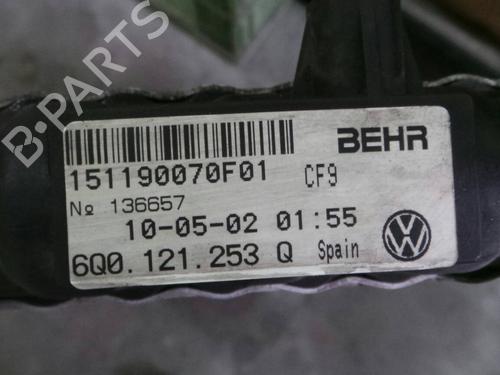 BEHR
151190070F01 CF9
№ 136657
10-05-02 01:55
6Q0.121.253 Q Spain
B-PARTS